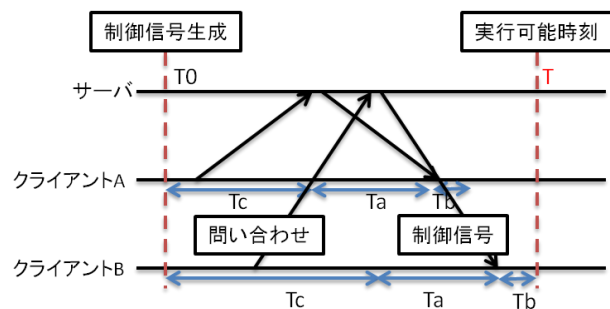 制御信号生成
実行可能時刻
T0
T
サーバ
クライアントA
Tc
Ta
Tb
問い合わせ
制御信号
クライアントB
Tc
Ta
Tb